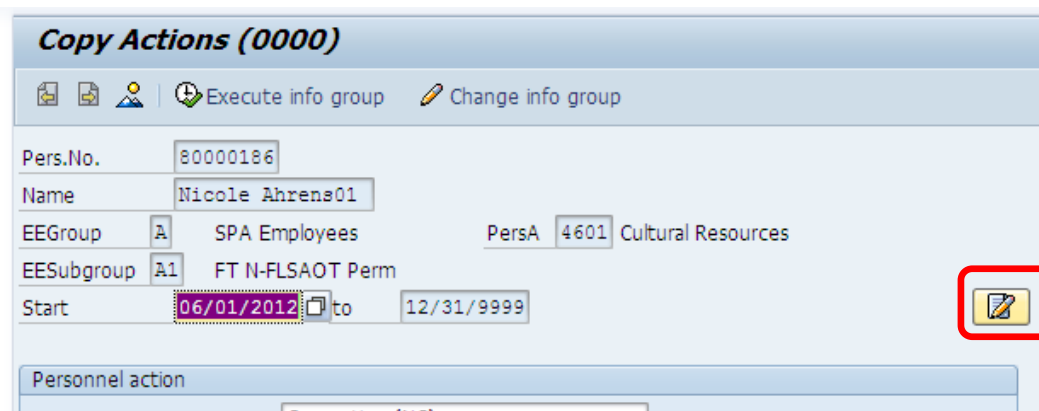 Copy Actions (0000)
Execute info group Change info group
Pers.No. 80000186
Name Nicole Ahrens01
EEGroup A SPA Employees PersA 4601 Cultural Resources
EESubgroup A1 FT N-FLSAOT Perm
Start 06/01/2012 to 12/31/9999
Personnel action